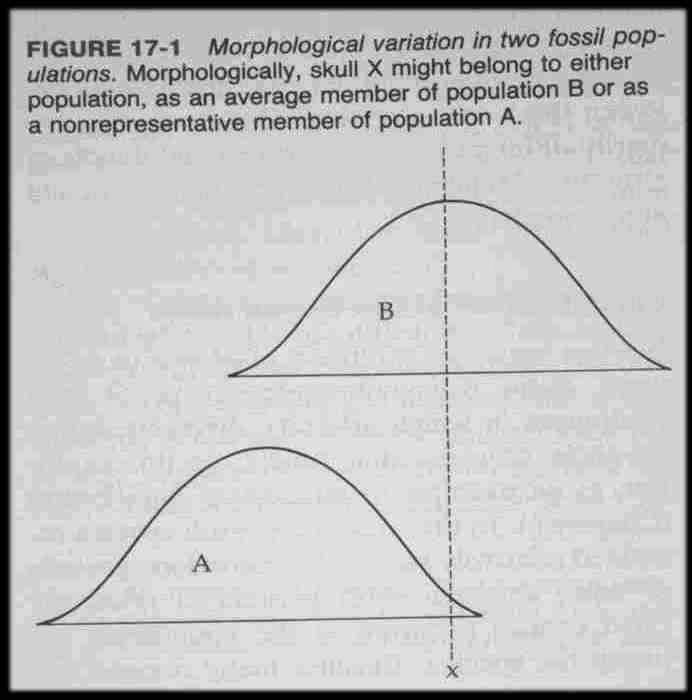 FIGURE 17-1 Morphological variation in two fossil pop-
ulations. Morphologically, skull X might belong to either
population, as an average member of population B or as
a nonrepresentative member of population A.
B
A
x